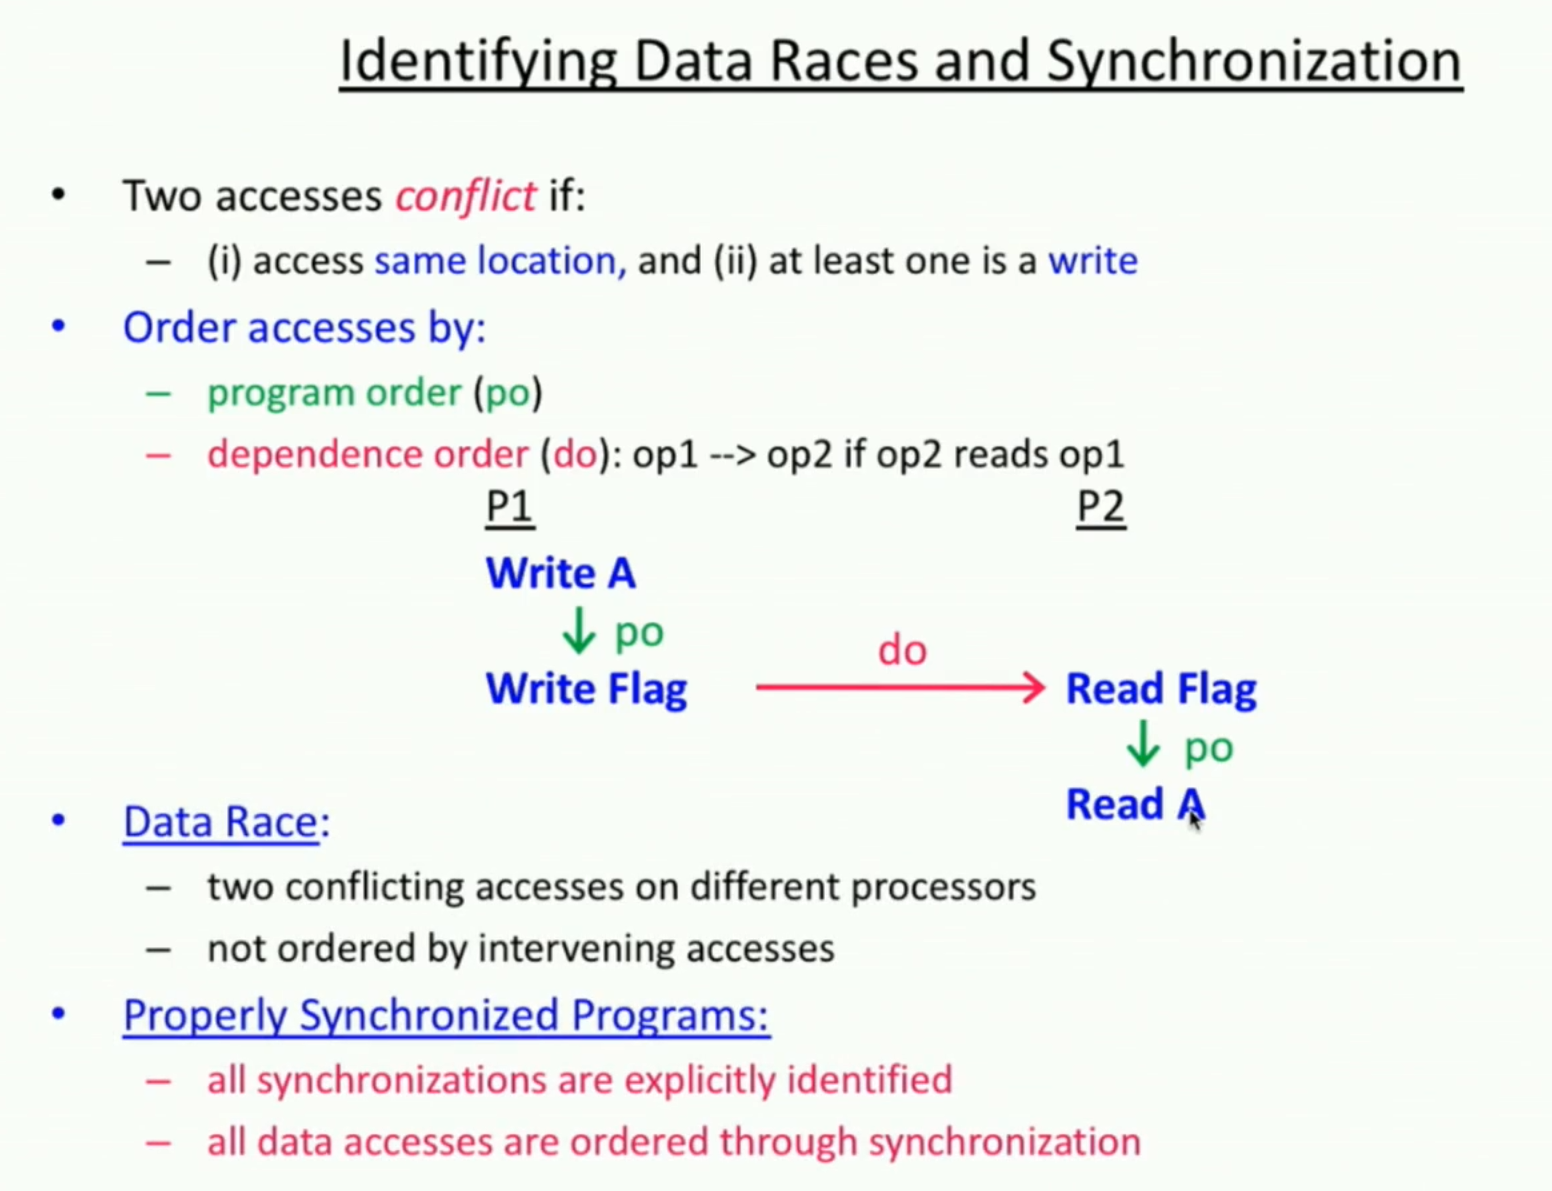 Identifying Data Races and Synchronization
• Two accesses conflict if:
– (i) access same location, and (ii) at least one is a write
• Order accesses by:
– program order (po)
– dependence order (do): op1 --> op2 if op2 reads op1
P1 P2
Write A
po
do
Write Flag Read Flag
po
Read A
• Data Race:
– two conflicting accesses on different processors
– not ordered by intervening accesses
• Properly Synchronized Programs:
– all synchronizations are explicitly identified
– all data accesses are ordered through synchronization